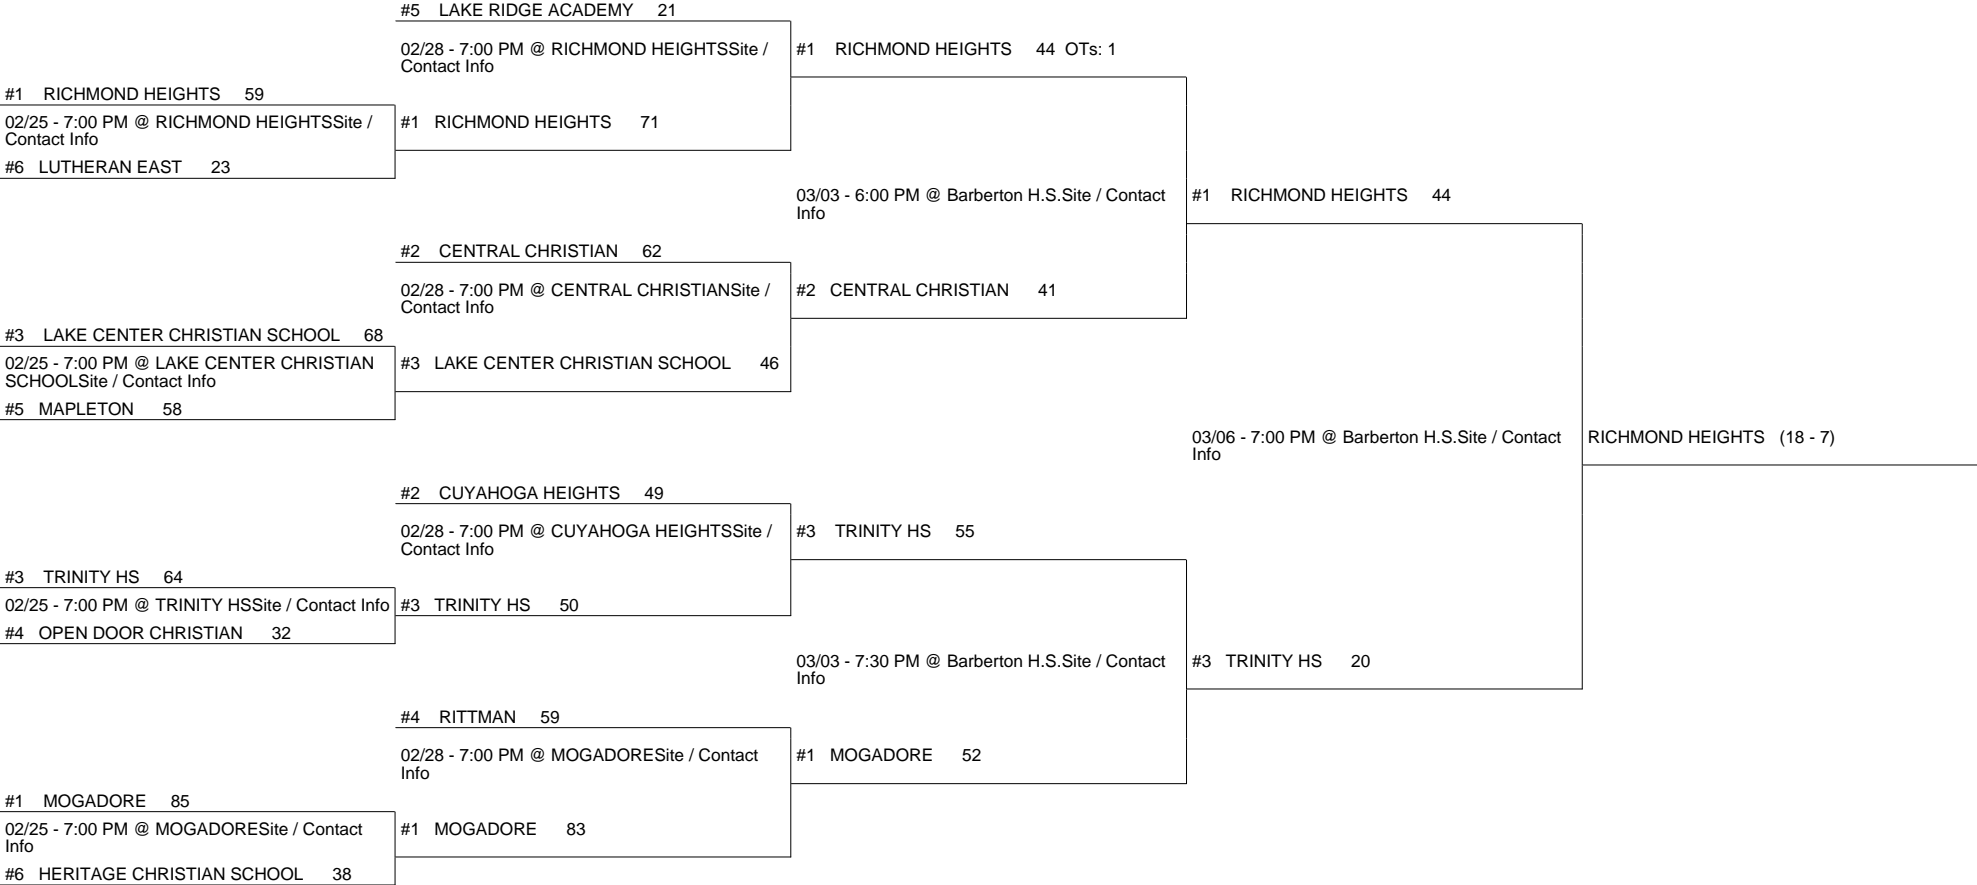 #5 LAKE RIDGE ACADEMY 21
02/28 - 7:00 PM @ RICHMOND HEIGHTSSite /
Contact Info
#1 RICHMOND HEIGHTS 44 OTs: 1
#1 RICHMOND HEIGHTS 59
02/25 - 7:00 PM @ RICHMOND HEIGHTSSite /
Contact Info
#1 RICHMOND HEIGHTS 71
#6 LUTHERAN EAST 23
03/03 - 6:00 PM @ Barberton H.S.Site / Contact
Info
#1 RICHMOND HEIGHTS 44
#2 CENTRAL CHRISTIAN 62
02/28 - 7:00 PM @ CENTRAL CHRISTIANSite /
Contact Info
#2 CENTRAL CHRISTIAN 41
#3 LAKE CENTER CHRISTIAN SCHOOL 68
02/25 - 7:00 PM @ LAKE CENTER CHRISTIAN
SCHOOLSite / Contact Info
#3 LAKE CENTER CHRISTIAN SCHOOL 46
#5 MAPLETON 58
03/06 - 7:00 PM @ Barberton H.S.Site / Contact
Info
RICHMOND HEIGHTS (18 - 7)
#2 CUYAHOGA HEIGHTS 49
02/28 - 7:00 PM @ CUYAHOGA HEIGHTSSite /
Contact Info
#3 TRINITY HS 55
#3 TRINITY HS 64
02/25 - 7:00 PM @ TRINITY HSSite / Contact Info
#3 TRINITY HS 50
#4 OPEN DOOR CHRISTIAN 32
03/03 - 7:30 PM @ Barberton H.S.Site / Contact
Info
#3 TRINITY HS 20
#4 RITTMAN 59
02/28 - 7:00 PM @ MOGADORESite / Contact
Info
#1 MOGADORE 52
#1 MOGADORE 85
02/25 - 7:00 PM @ MOGADORESite / Contact
Info
#1 MOGADORE 83
#6 HERITAGE CHRISTIAN SCHOOL 38